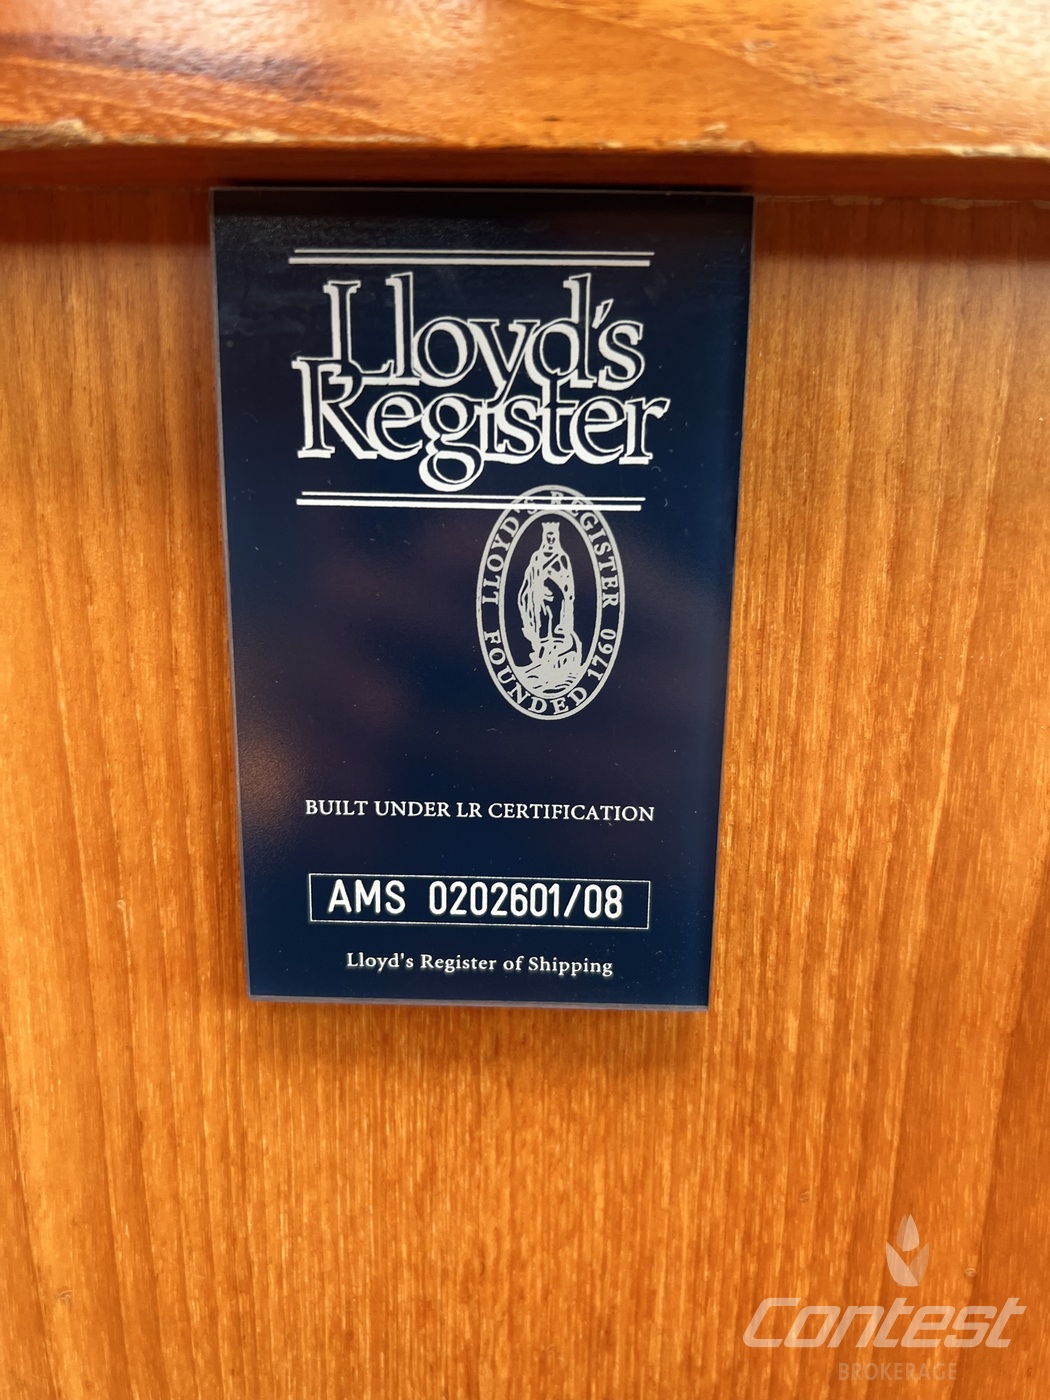 Lloyd's
Register
LLOYD'S REGISTER
FOUNDED 1760
BUILT UNDER LR CERTIFICATION
AMS 0202601/08
Lloyd's Register of Shipping
Contest
BROKERAGE